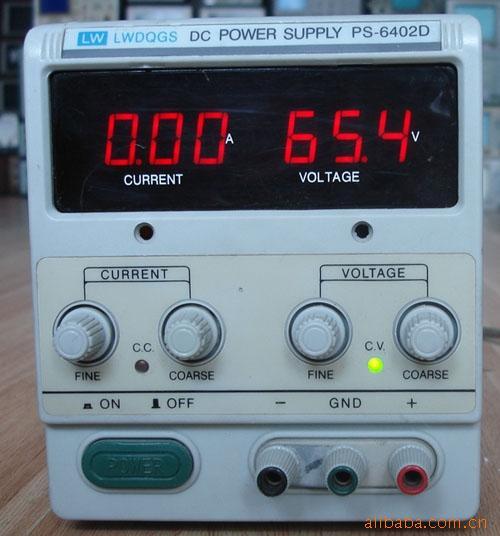 LW LWDQGS DC POWER SUPPLY PS-6402D
0.00 A 65.4 V
CURRENT VOLTAGE
CURRENT VOLTAGE
C.C. C.V.
FINE COARSE FINE COARSE
ON OFF − GND +
POWER
alibaba.com.cn